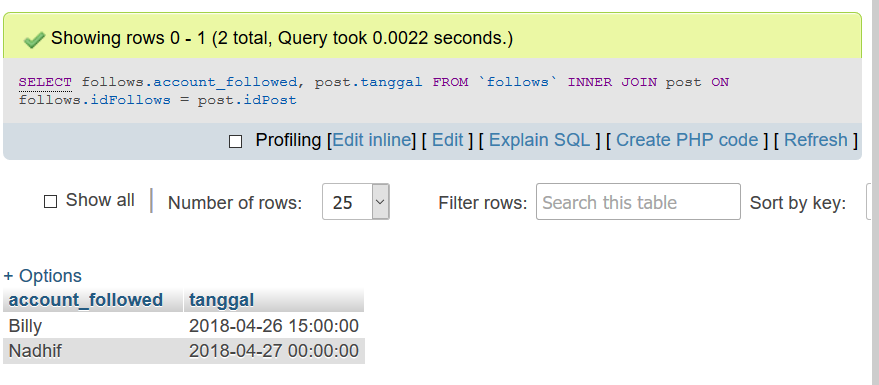 Showing rows 0 - 1 (2 total, Query took 0.0022 seconds.)
SELECT follows.account_followed, post.tanggal FROM `follows` INNER JOIN post ON
follows.idFollows = post.idPost
Profiling [Edit inline] [ Edit ] [ Explain SQL ] [ Create PHP code ] [ Refresh ]
Show all | Number of rows: 25 Filter rows: Search this table Sort by key:
+ Options
account_followed tanggal
Billy 2018-04-26 15:00:00
Nadhif 2018-04-27 00:00:00